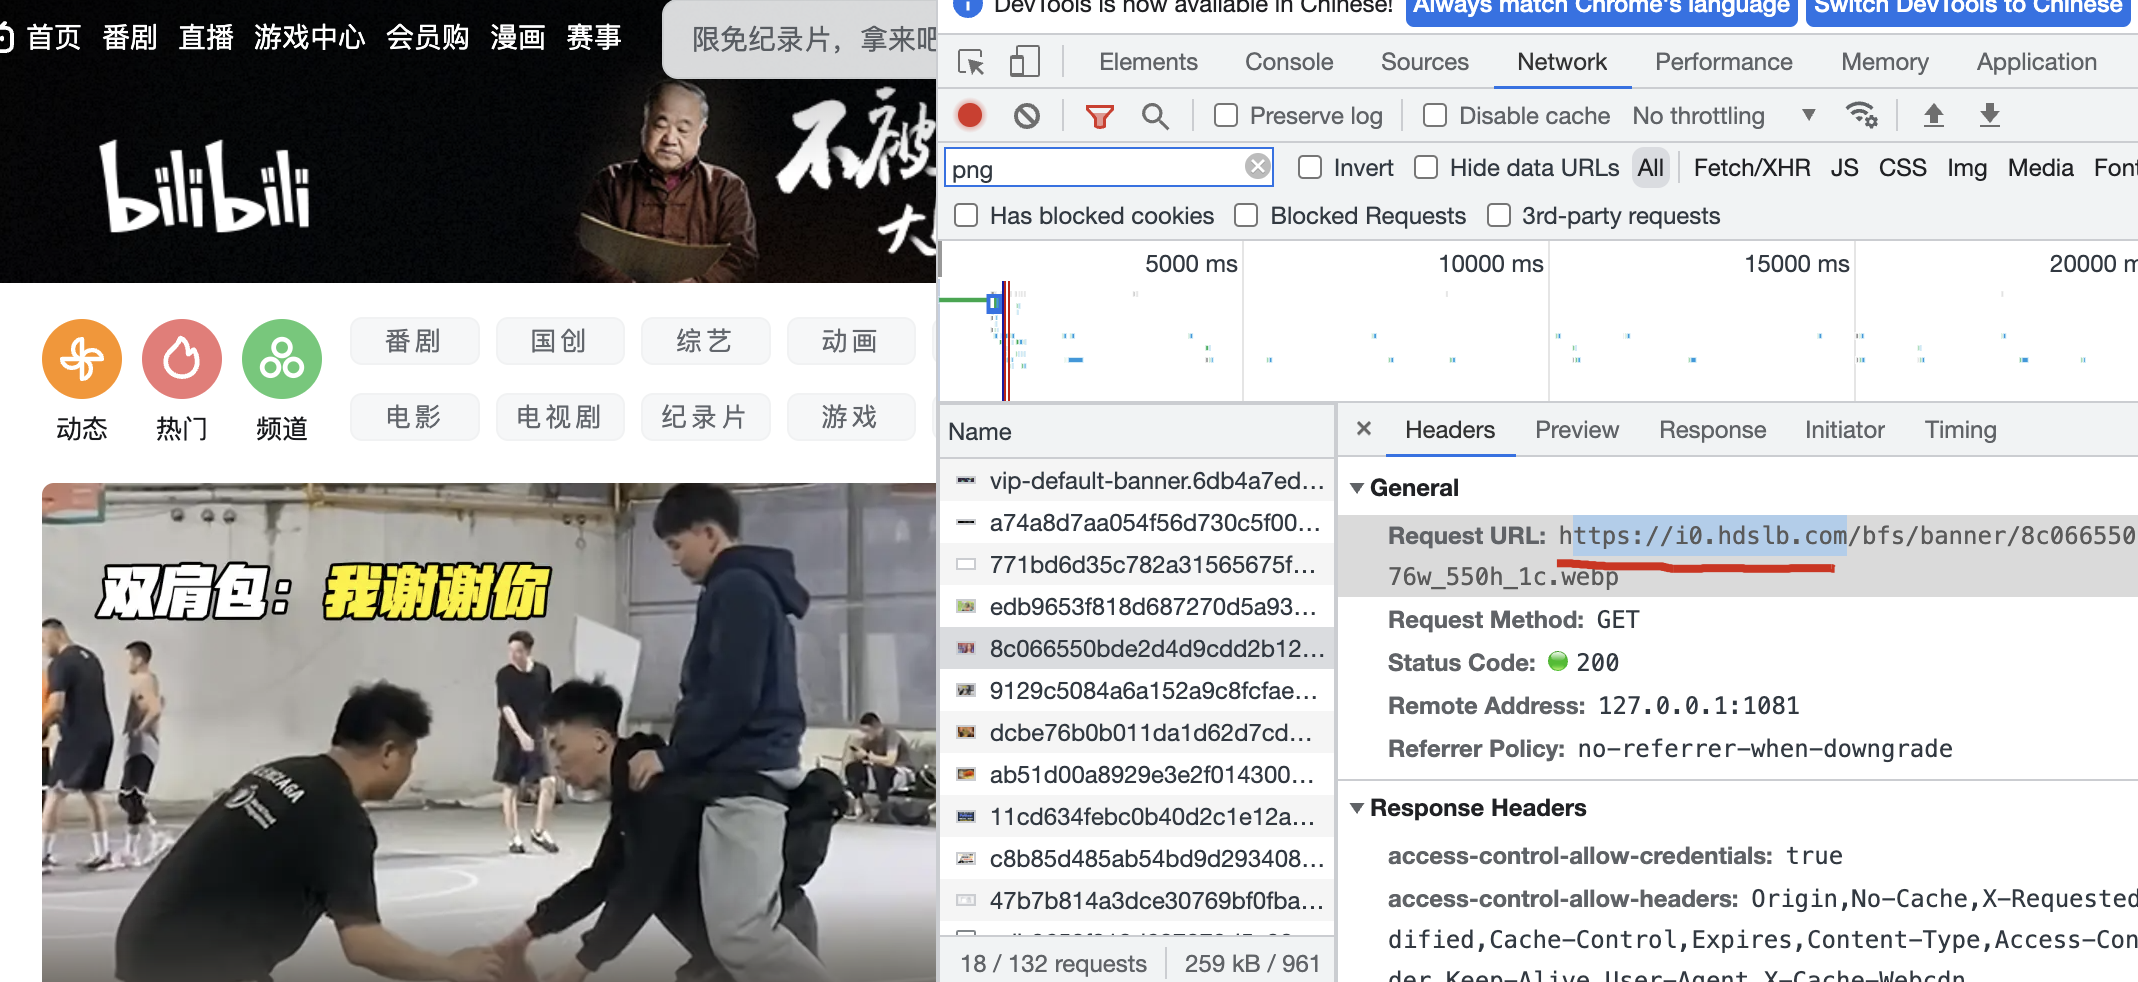 首页 番剧 直播 游戏中心 会员购 漫画 赛事
限免纪录片，拿来吧
bilibili
不被
大
动态 热门 频道
番剧 国创 综艺 动画
电影 电视剧 纪录片 游戏
双肩包：我谢谢你
DevTools is now available in Chinese! Always match Chrome's language Switch DevTools to Chinese
Elements Console Sources Network Performance Memory Application
Preserve log Disable cache No throttling
png Invert Hide data URLs All Fetch/XHR JS CSS Img Media Font
Has blocked cookies Blocked Requests 3rd-party requests
5000 ms 10000 ms 15000 ms 20000 m
Name
vip-default-banner.6db4a7ed…
a74a8d7aa054f56d730c5f00…
771bd6d35c782a31565675f…
edb9653f818d687270d5a93…
8c066550bde2d4d9cdd2b12…
9129c5084a6a152a9c8fcfae…
dcbe76b0b011da1d62d7cd…
ab51d00a8929e3e2f014300…
11cd634febc0b40d2c1e12a…
c8b85d485ab54bd9d293408…
47b7b814a3dce30769bf0fba…
18 / 132 requests 259 kB / 961
Headers Preview Response Initiator Timing
General
Request URL: https://i0.hdslb.com/bfs/banner/8c066550
76w_550h_1c.webp
Request Method: GET
Status Code: 200
Remote Address: 127.0.0.1:1081
Referrer Policy: no-referrer-when-downgrade
Response Headers
access-control-allow-credentials: true
access-control-allow-headers: Origin,No-Cache,X-Requested
dified,Cache-Control,Expires,Content-Type,Access-Con
der,Keep-Alive,User-Agent,X-Cache-Webcdn